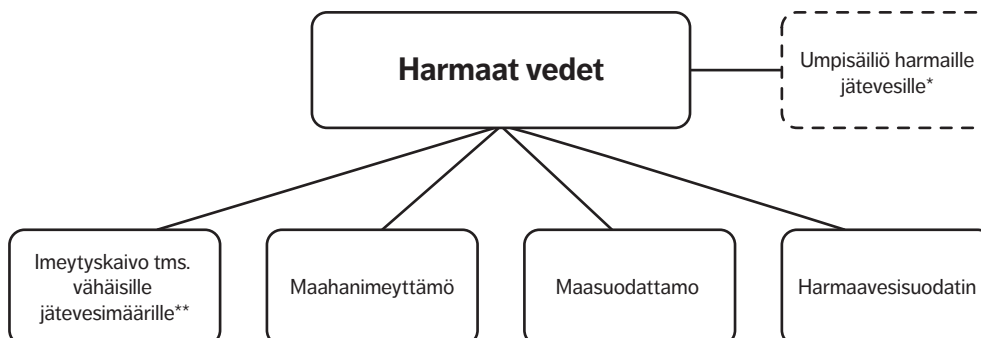 Harmaat vedet
Umpisäiliö harmaille
jätevesille*
Imeytyskaivo tms.
vähäisille
jätevesimäärille**
Maahanimeyttämö
Maasuodattamo
Harmaavesisuodatin